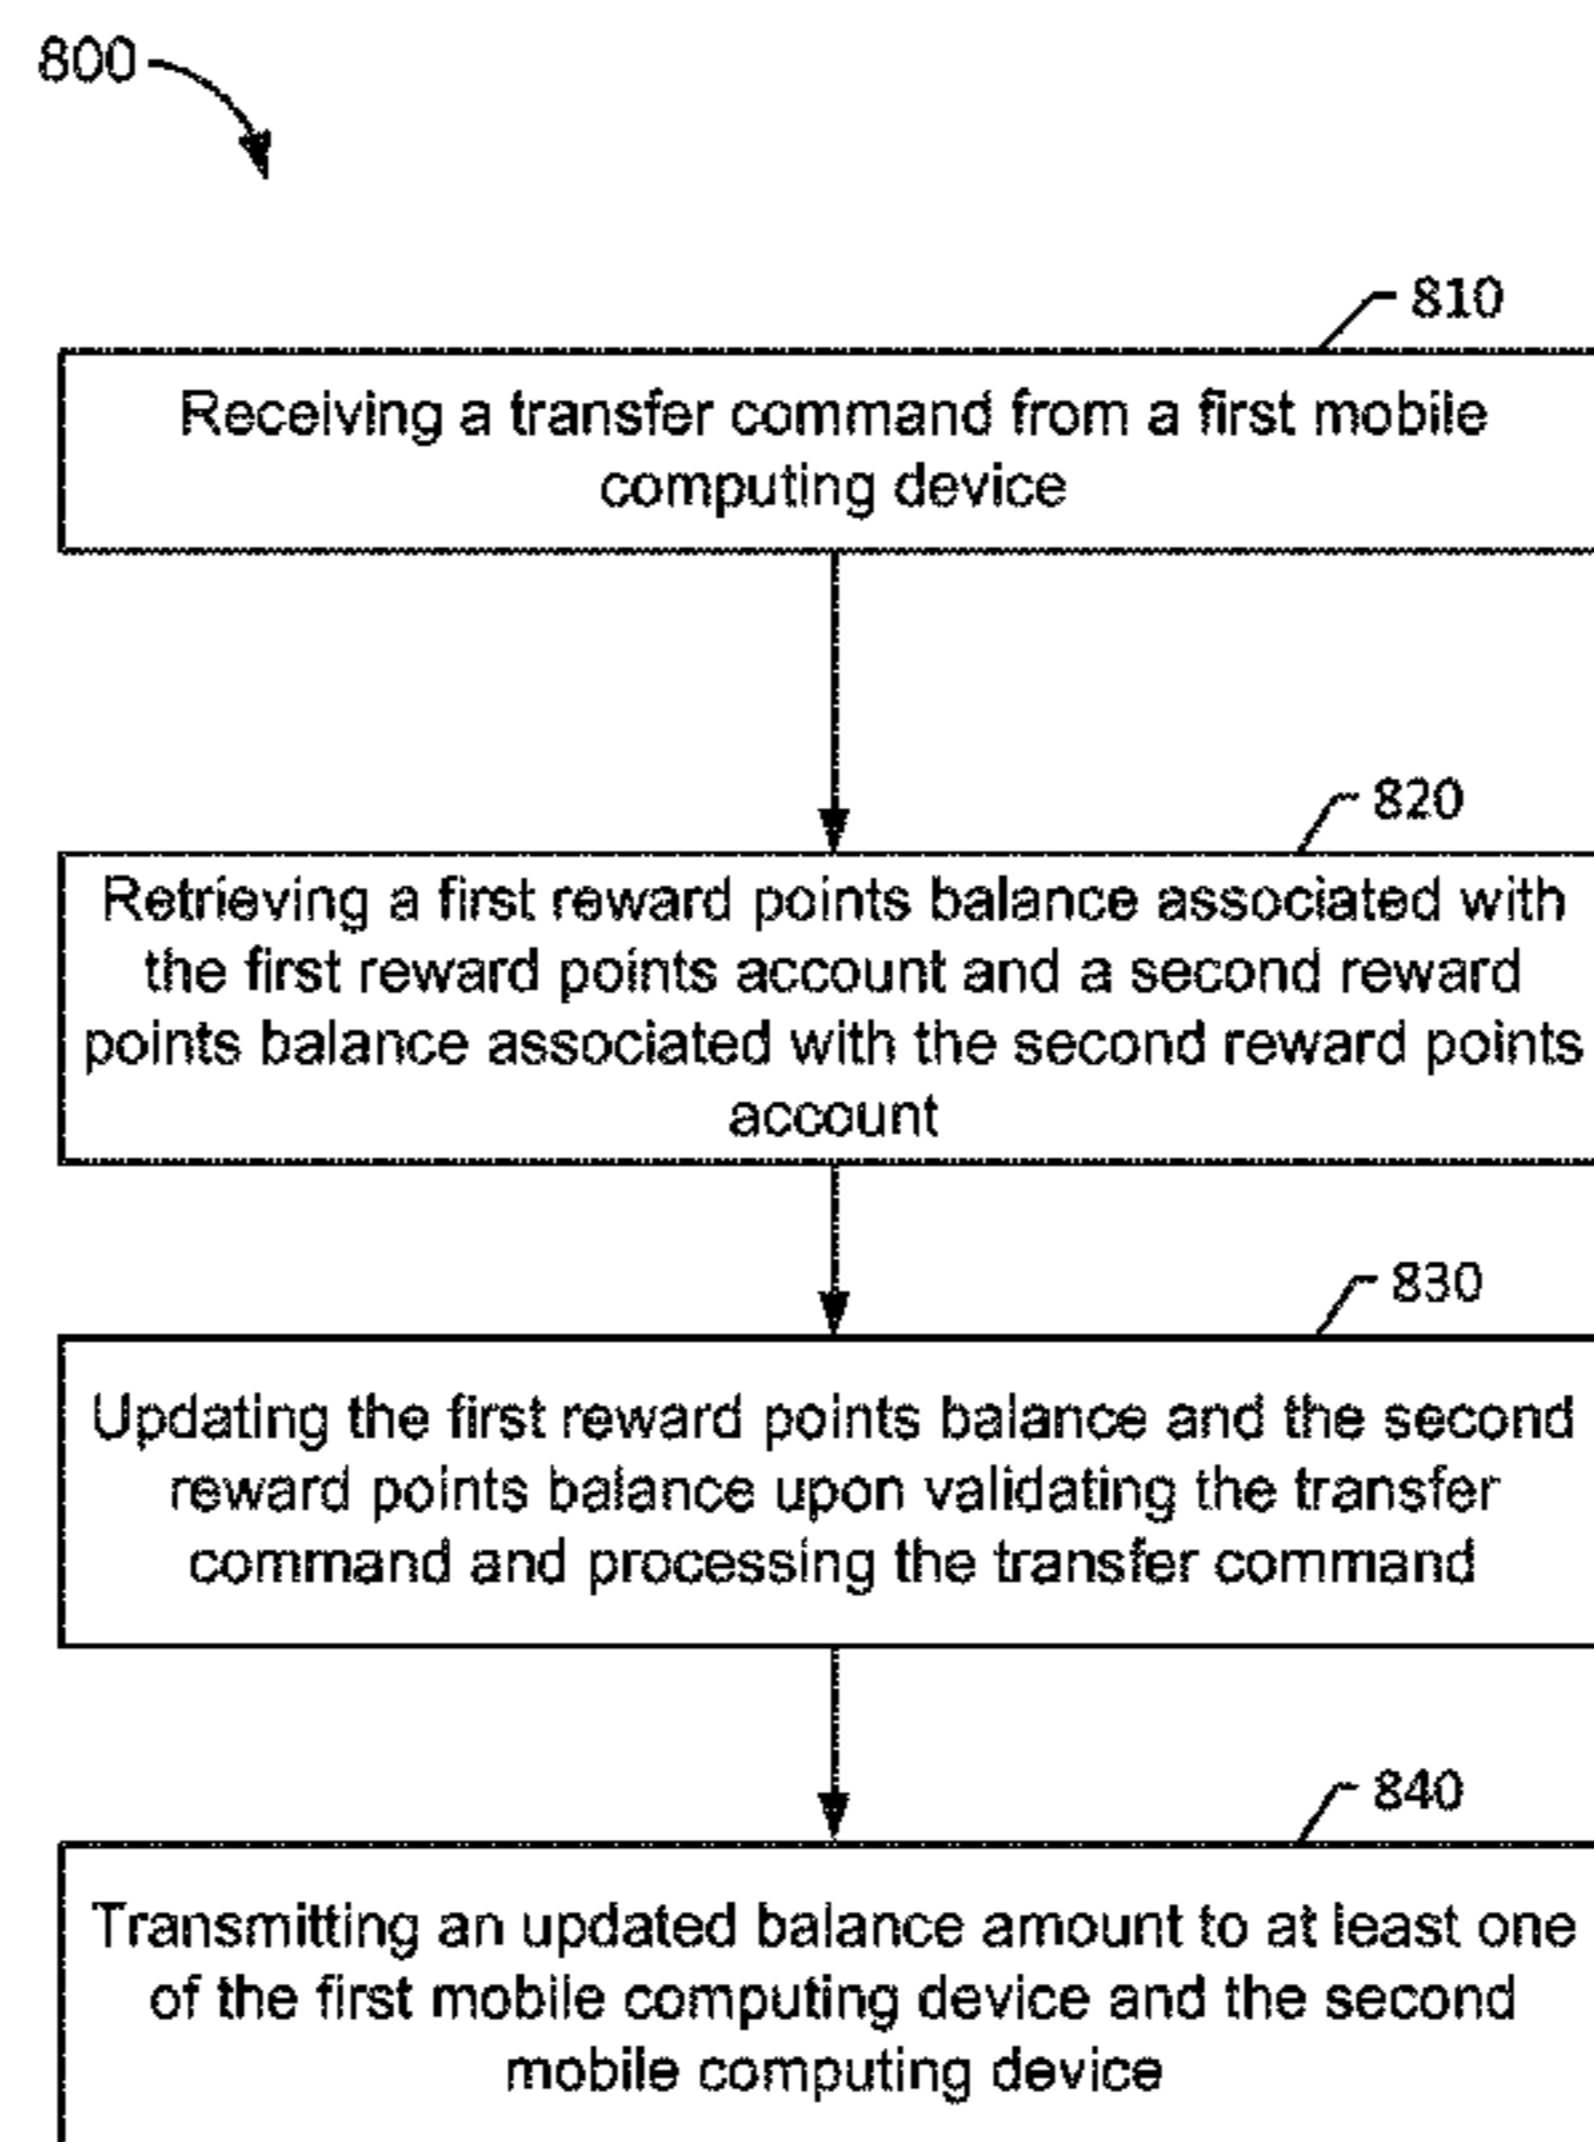 800
810
Receiving a transfer command from a first mobile
computing device
820
Retrieving a first reward points balance associated with
the first reward points account and a second reward
points balance associated with the second reward points
account
830
Updating the first reward points balance and the second
reward points balance upon validating the transfer
command and processing the transfer command
840
Transmitting an updated balance amount to at least one
of the first mobile computing device and the second
mobile computing device